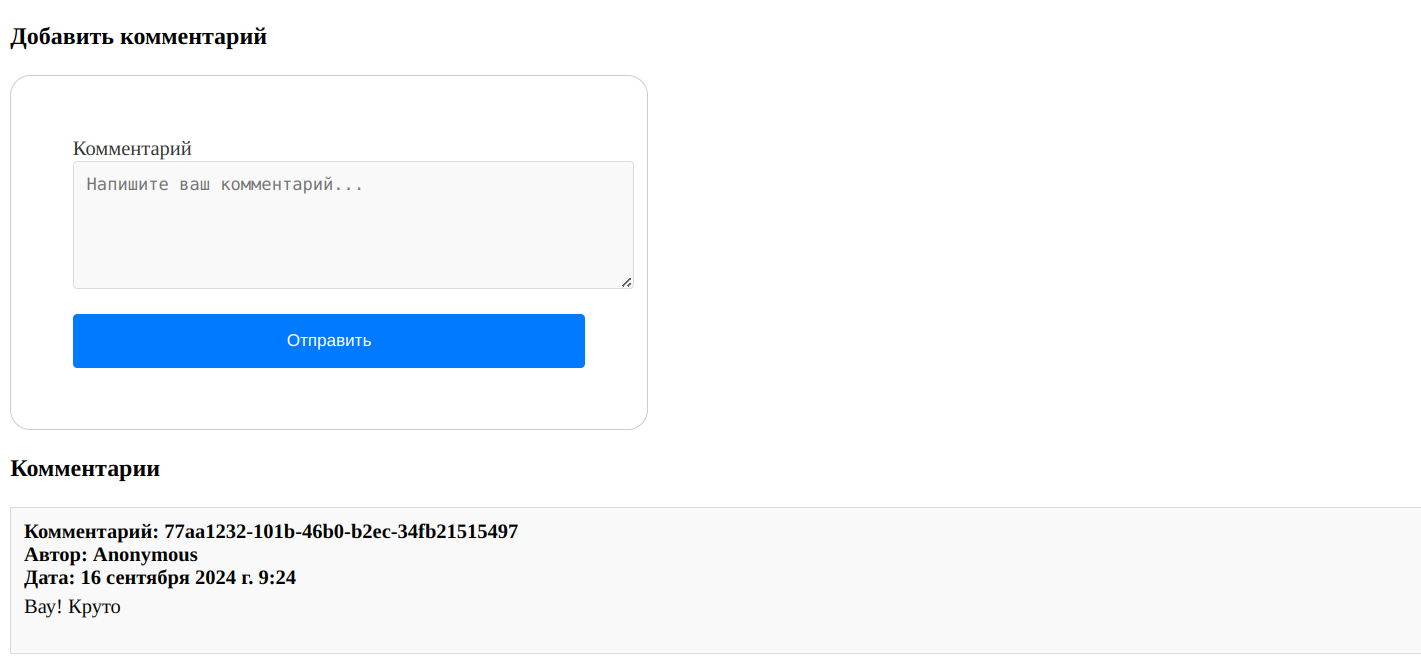 Добавить комментарий
Комментарий
Напишите ваш комментарий...
Отправить
Комментарии
Комментарий: 77aa1232-101b-46b0-b2ec-34fb21515497
Автор: Anonymous
Дата: 16 сентября 2024 г. 9:24
Вау! Круто